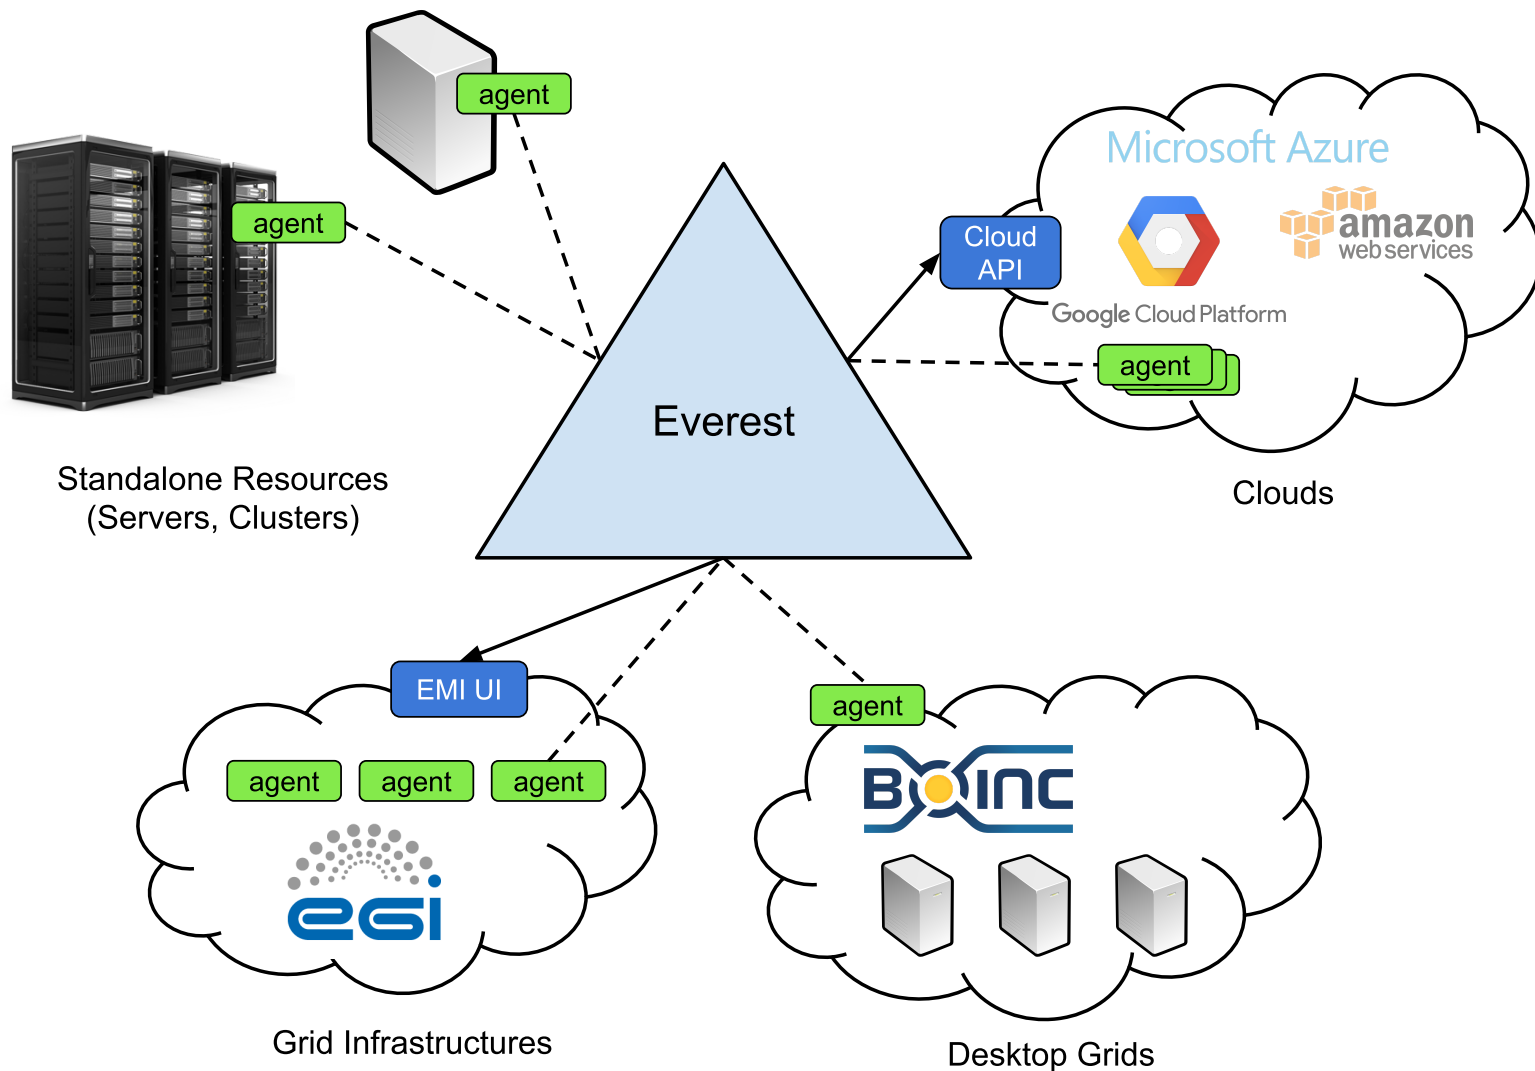 agent
agent
Standalone Resources
(Servers, Clusters)
Everest
Microsoft Azure
Cloud
API
amazon
web services
Google Cloud Platform
agent
Clouds
EMI UI
agent
agent
agent
eGi
Grid Infrastructures
agent
BOINC
Desktop Grids